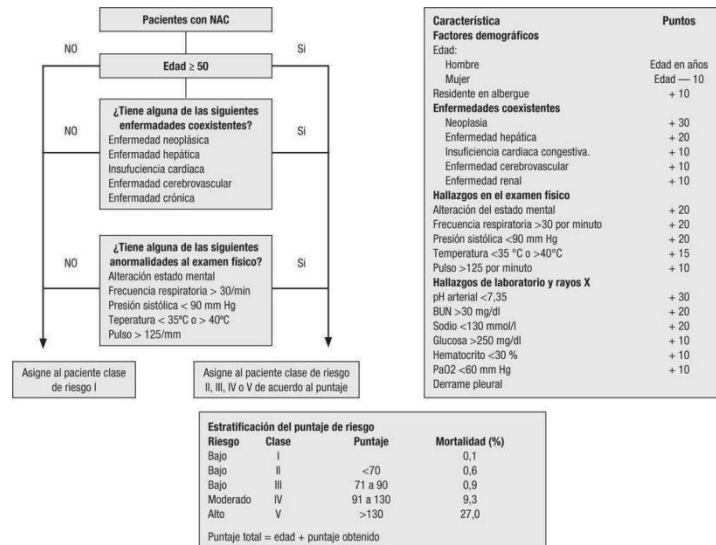 Pacientes con NAC
NO
Si
Edad ≥ 50
NO
Si
¿Tiene alguna de las siguientes
enfermadades coexistentes?
Enfermedad neoplásica
Enfermedad hepática
Insufuciencia cardíaca
Enfermedad cerebrovascular
Enfermedad crónica
NO
Si
¿Tiene alguna de las siguientes
anormalidades al examen físico?
Alteración estado mental
Frecuencia respiratoria > 30/min
Presión sistólica < 90 mm Hg
Teperatura < 35ºC o > 40ºC
Pulso > 125/mm
Asigne al paciente clase
de riesgo I
Asigne al paciente clase de riesgo
II, III, IV o V de acuerdo al puntaje
Característica Puntos
Factores demográficos
Edad:
Hombre Edad en años
Mujer Edad — 10
Residente en albergue + 10
Enfermedades coexistentes
Neoplasia + 30
Enfermedad hepática + 20
Insuficiencia cardiaca congestiva. + 10
Enfermedad cerebrovascular + 10
Enfermedad renal + 10
Hallazgos en el examen físico
Alteración del estado mental + 20
Frecuencia respiratoria >30 por minuto + 20
Presión sistólica <90 mm Hg + 20
Temperatura <35 °C o >40°C + 15
Pulso >125 por minuto + 10
Hallazgos de laboratorio y rayos X
pH arterial <7,35 + 30
BUN >30 mg/dl + 20
Sodio <130 mmol/l + 20
Glucosa >250 mg/dl + 10
Hematocrito <30 % + 10
PaO2 <60 mm Hg + 10
Derrame pleural
Estratificación del puntaje de riesgo
Riesgo Clase Puntaje Mortalidad (%)
Bajo I 0,1
Bajo II <70 0,6
Bajo III 71 a 90 0,9
Moderado IV 91 a 130 9,3
Alto V >130 27,0
Puntaje total = edad + puntaje obtenido